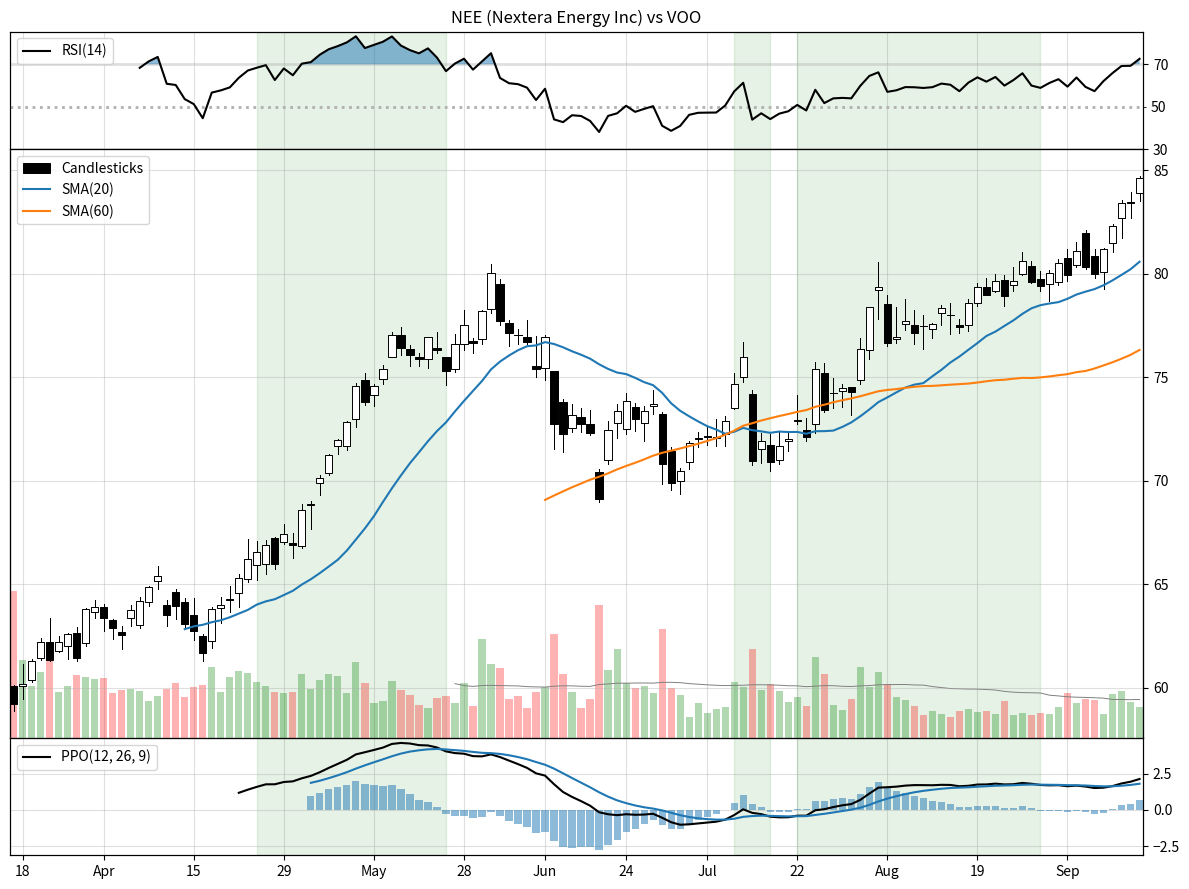 NEE (Nextera Energy Inc) vs VOO
RSI(14)
70
50
30
Candlesticks
SMA(20)
SMA(60)
85
80
75
70
65
60
PPO(12, 26, 9)
2.5
0.0
−2.5
18 Apr 15 29 May 28 Jun 24 Jul 22 Aug 19 Sep